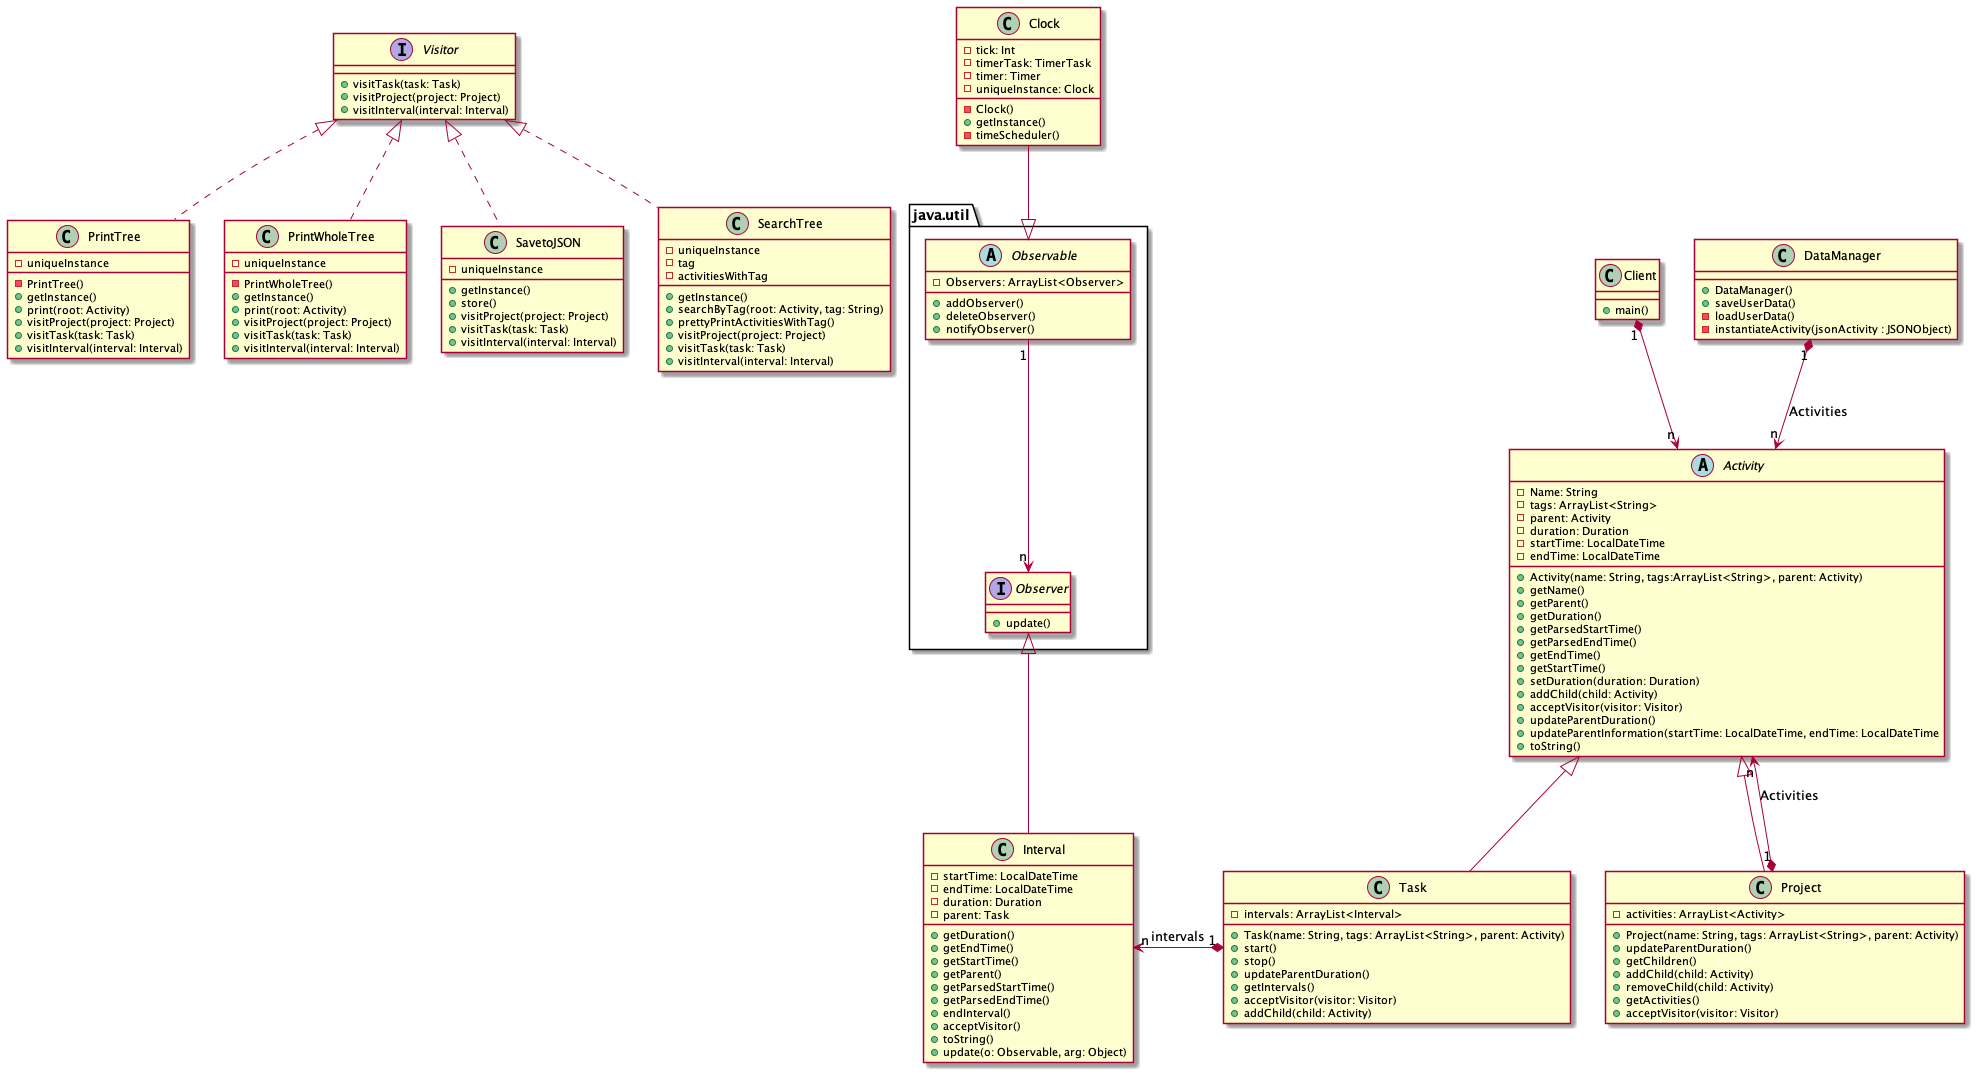 I Visitor
visitTask(task: Task)
visitProject(project: Project)
visitInterval(interval: Interval)
C Clock
tick: Int
timerTask: TimerTask
timer: Timer
uniqueInstance: Clock
Clock()
getInstance()
timeScheduler()
C PrintTree
uniqueInstance
PrintTree()
getInstance()
print(root: Activity)
visitProject(project: Project)
visitTask(task: Task)
visitInterval(interval: Interval)
C PrintWholeTree
uniqueInstance
PrintWholeTree()
getInstance()
print(root: Activity)
visitProject(project: Project)
visitTask(task: Task)
visitInterval(interval: Interval)
C SavetoJSON
uniqueInstance
getInstance()
store()
visitProject(project: Project)
visitTask(task: Task)
visitInterval(interval: Interval)
C SearchTree
uniqueInstance
tag
activitiesWithTag
getInstance()
searchByTag(root: Activity, tag: String)
prettyPrintActivitiesWithTag()
visitProject(project: Project)
visitTask(task: Task)
visitInterval(interval: Interval)
java.util
A Observable
Observers: ArrayList<Observer>
addObserver()
deleteObserver()
notifyObserver()
1
n
I Observer
update()
C Client
main()
1
n
C DataManager
DataManager()
saveUserData()
loadUserData()
instantiateActivity(jsonActivity : JSONObject)
1
Activities
n
A Activity
Name: String
tags: ArrayList<String>
parent: Activity
duration: Duration
startTime: LocalDateTime
endTime: LocalDateTime
Activity(name: String, tags:ArrayList<String>, parent: Activity)
getName()
getParent()
getDuration()
getParsedStartTime()
getParsedEndTime()
getEndTime()
getStartTime()
setDuration(duration: Duration)
addChild(child: Activity)
acceptVisitor(visitor: Visitor)
updateParentDuration()
updateParentInformation(startTime: LocalDateTime, endTime: LocalDateTime
toString()
n
Activities
1
C Interval
startTime: LocalDateTime
endTime: LocalDateTime
duration: Duration
parent: Task
getDuration()
getEndTime()
getStartTime()
getParent()
getParsedStartTime()
getParsedEndTime()
endInterval()
acceptVisitor()
toString()
update(o: Observable, arg: Object)
n intervals 1
C Task
intervals: ArrayList<Interval>
Task(name: String, tags: ArrayList<String>, parent: Activity)
start()
stop()
updateParentDuration()
getIntervals()
acceptVisitor(visitor: Visitor)
addChild(child: Activity)
C Project
activities: ArrayList<Activity>
Project(name: String, tags: ArrayList<String>, parent: Activity)
updateParentDuration()
getChildren()
addChild(child: Activity)
removeChild(child: Activity)
getActivities()
acceptVisitor(visitor: Visitor)